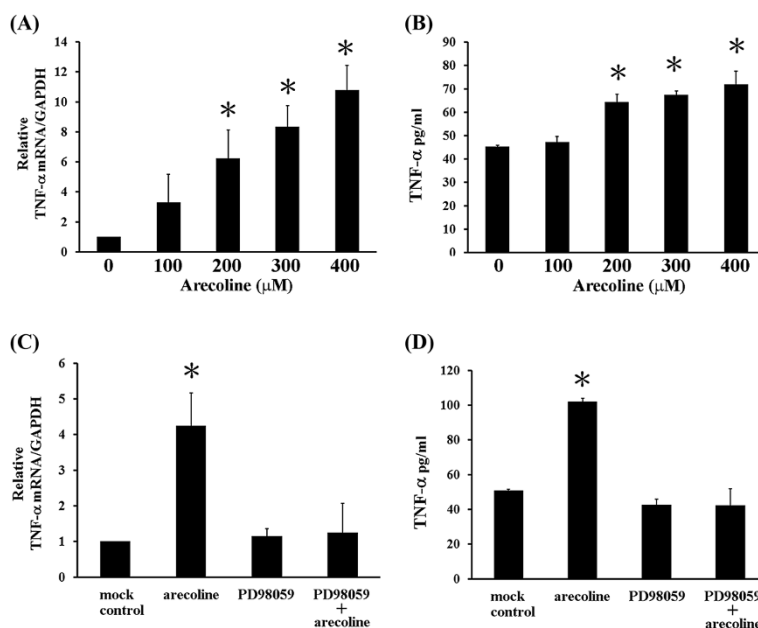 (A)
Relative
TNF-α mRNA/GAPDH
14
12
10
8
6
4
2
0
*
*
*
0 100 200 300 400
Arecoline (μM)
(B)
TNF-α pg/ml
90
80
70
60
50
40
30
20
10
0
*
*
*
0 100 200 300 400
Arecoline (μM)
(C)
Relative
TNF-α mRNA/GAPDH
6
5
4
3
2
1
0
*
mock
control
arecoline
PD98059
PD98059
+
arecoline
(D)
TNF-α pg/ml
120
100
80
60
40
20
0
*
mock
control
arecoline
PD98059
PD98059
+
arecoline